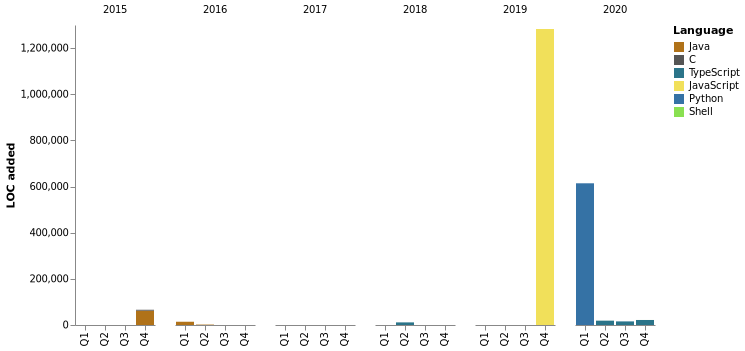 2015 2016 2017 2018 2019 2020
Language
Java
C
TypeScript
JavaScript
Python
Shell
LOC added
1,200,000
1,000,000
800,000
600,000
400,000
200,000
0
Q1 Q2 Q3 Q4 Q1 Q2 Q3 Q4 Q1 Q2 Q3 Q4 Q1 Q2 Q3 Q4 Q1 Q2 Q3 Q4 Q1 Q2 Q3 Q4